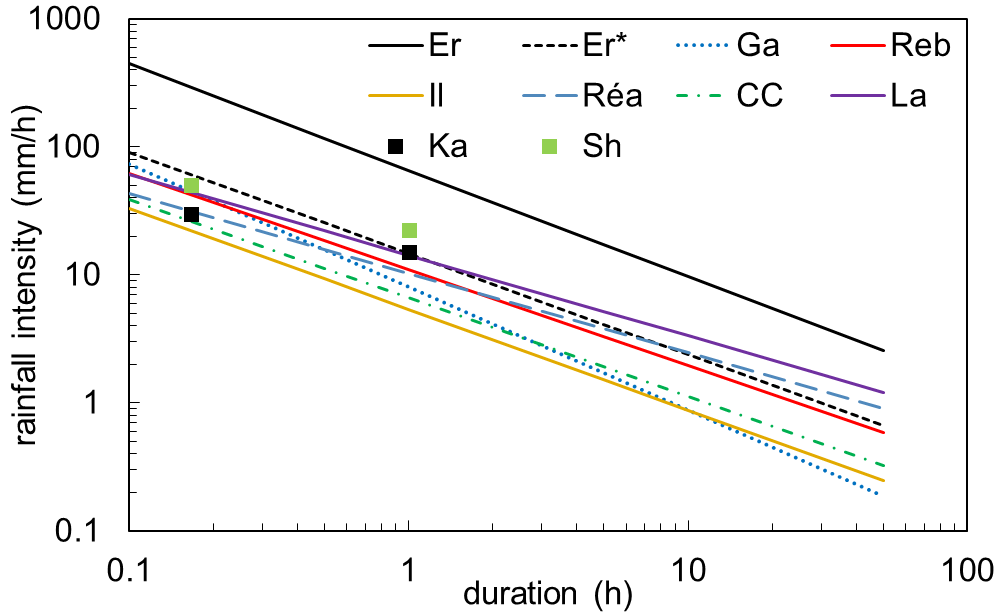 1000
100
10
1
0.1
rainfall intensity (mm/h)
Er Er* Ga Reb
Il Réa CC La
Ka Sh
0.1 1 10 100
duration (h)